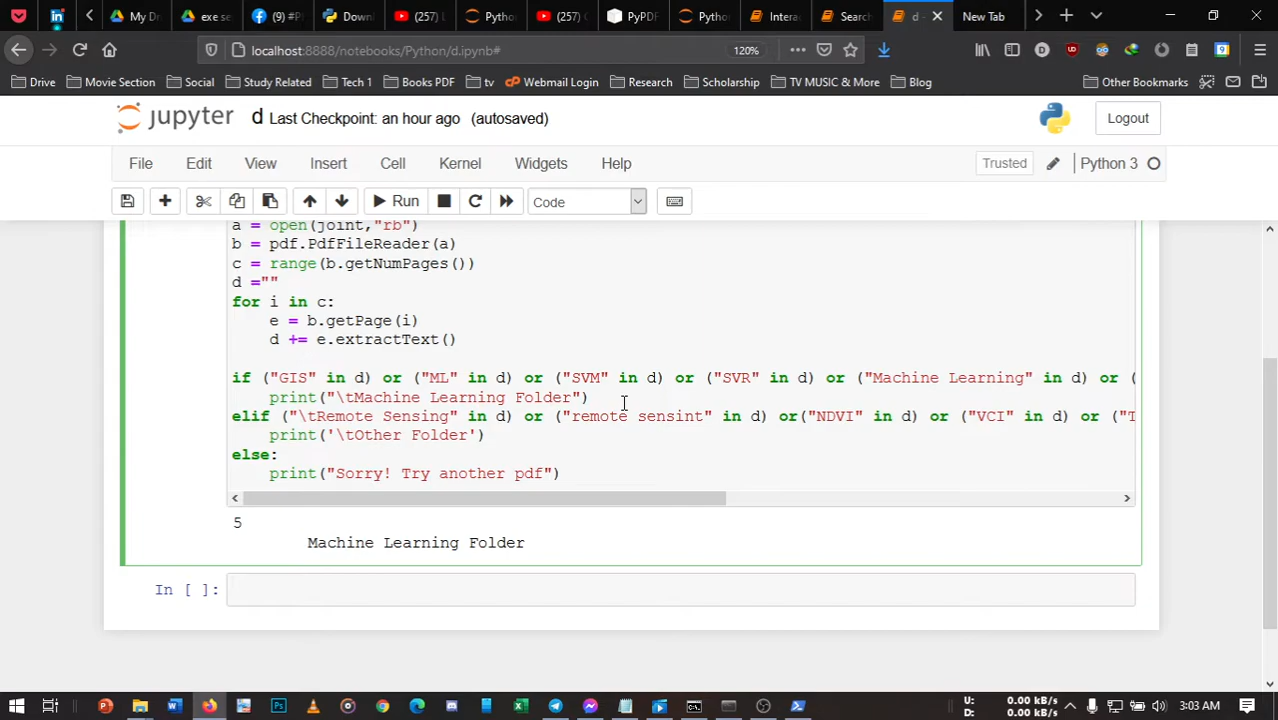 My Dr
exe se
(9) #P
Downl
(257) L
Python
(257) (
PyPDF
Python
Intera
Search
d -
New Tab
localhost:8888/notebooks/Python/d.ipynb#
120%
Drive
Movie Section
Social
Study Related
Tech 1
Books PDF
tv
Webmail Login
Research
Scholarship
TV MUSIC & More
Blog
Other Bookmarks
jupyter d Last Checkpoint: an hour ago (autosaved)
Logout
File Edit View Insert Cell Kernel Widgets Help
Trusted
Python 3
Run
Code
a = open(joint,"rb")
b = pdf.PdfFileReader(a)
c = range(b.getNumPages())
d =""
for i in c:
e = b.getPage(i)
d += e.extractText()
if ("GIS" in d) or ("ML" in d) or ("SVM" in d) or ("SVR" in d) or ("Machine Learning" in d) or (
print("\tMachine Learning Folder")
elif ("\tRemote Sensing" in d) or ("remote sensint" in d) or("NDVI" in d) or ("VCI" in d) or ("T
print('\tOther Folder')
else:
print("Sorry! Try another pdf")
5
Machine Learning Folder
In [ ]:
U: 0.00 kB/s
D: 0.00 kB/s
3:03 AM